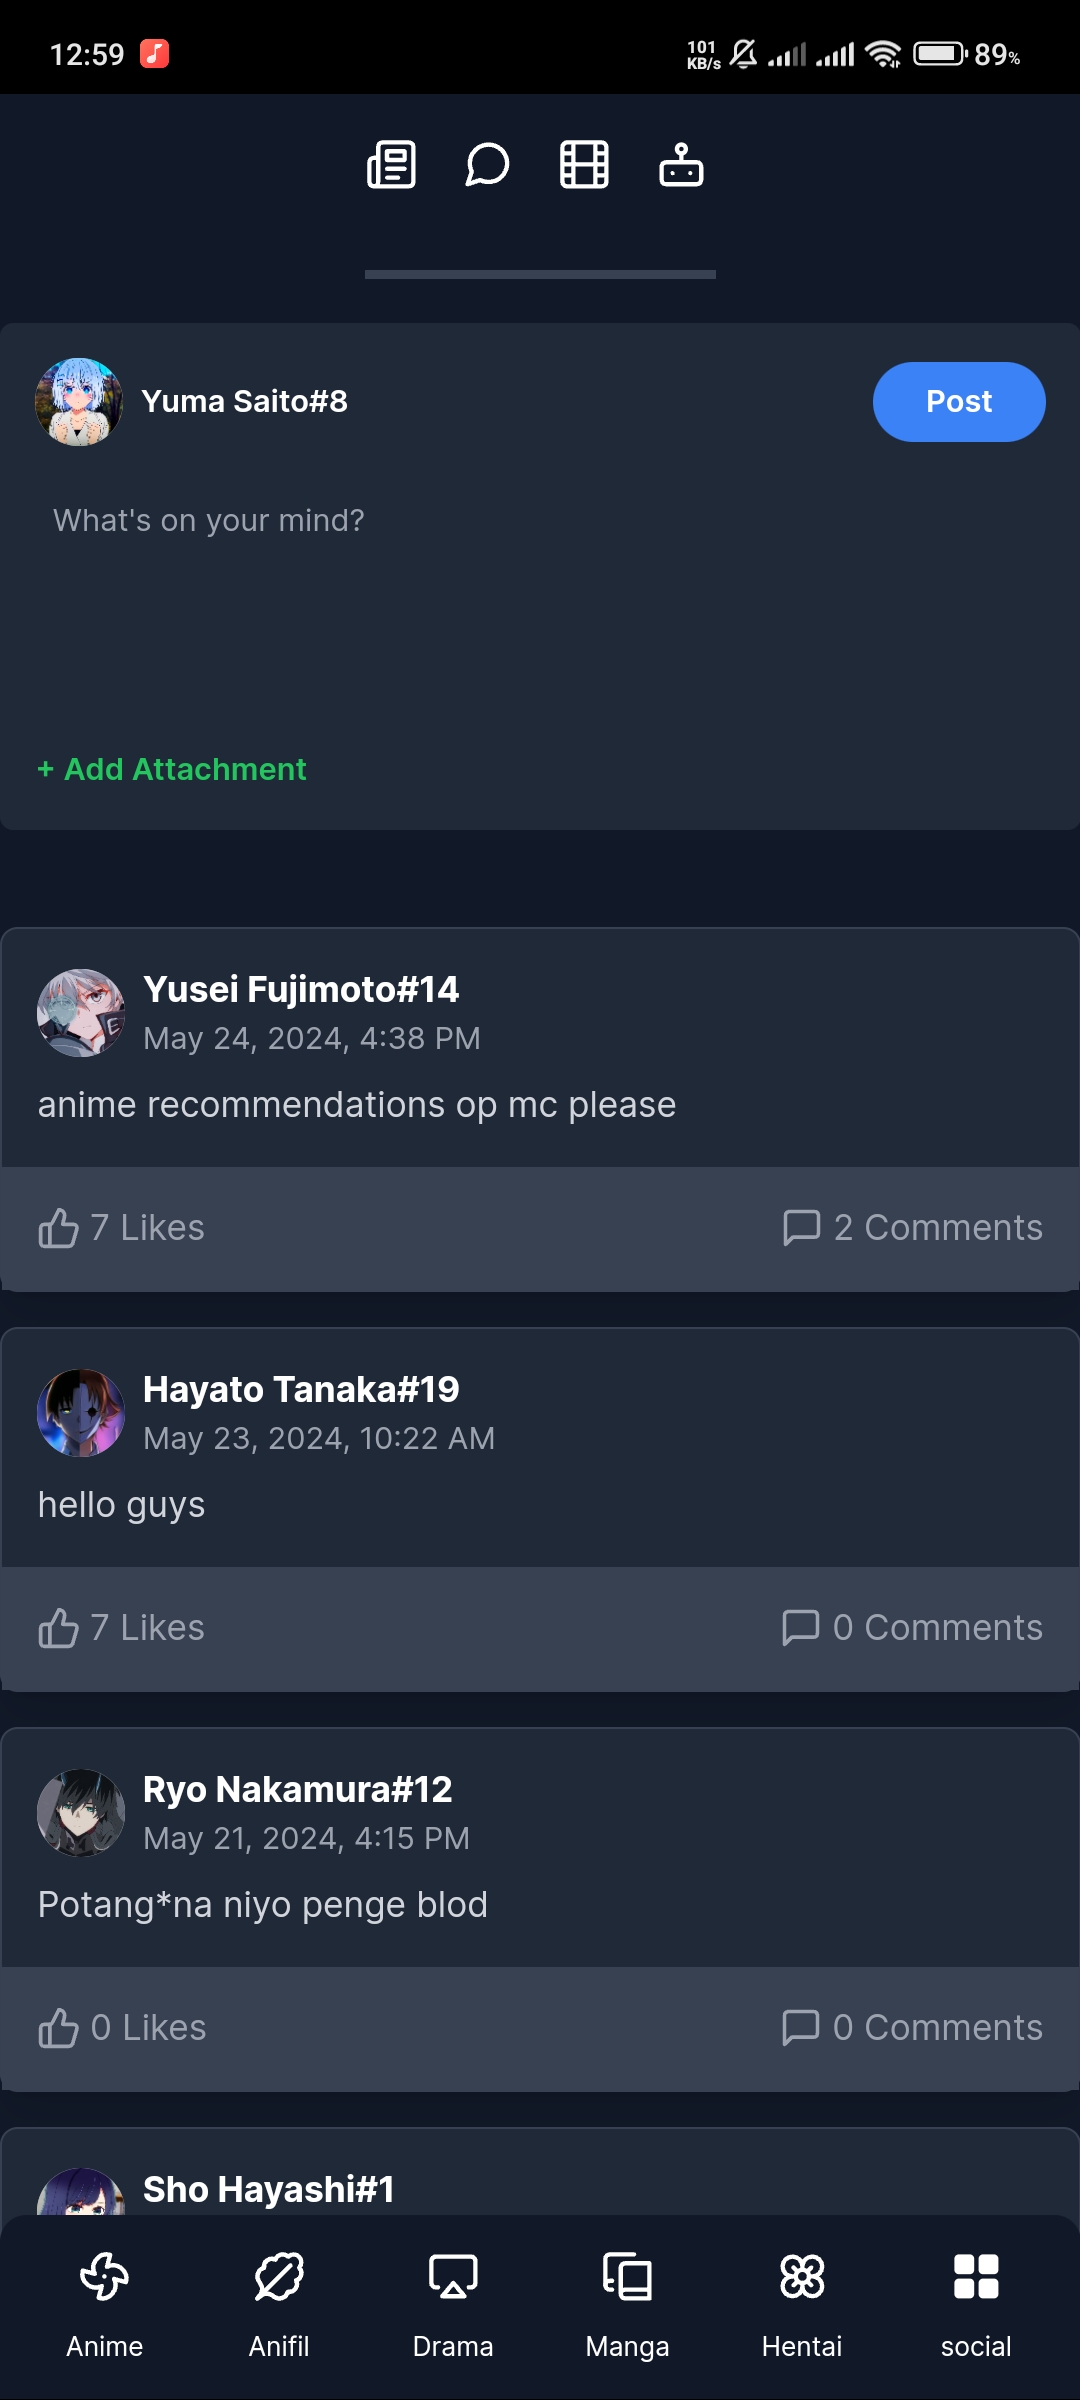 12:59
101
KB/s
89%
Yuma Saito#8
Post
What's on your mind?
+ Add Attachment
Yusei Fujimoto#14
May 24, 2024, 4:38 PM
anime recommendations op mc please
7 Likes
2 Comments
Hayato Tanaka#19
May 23, 2024, 10:22 AM
hello guys
7 Likes
0 Comments
Ryo Nakamura#12
May 21, 2024, 4:15 PM
Potang*na niyo penge blod
0 Likes
0 Comments
Sho Hayashi#1
Anime
Anifil
Drama
Manga
Hentai
social